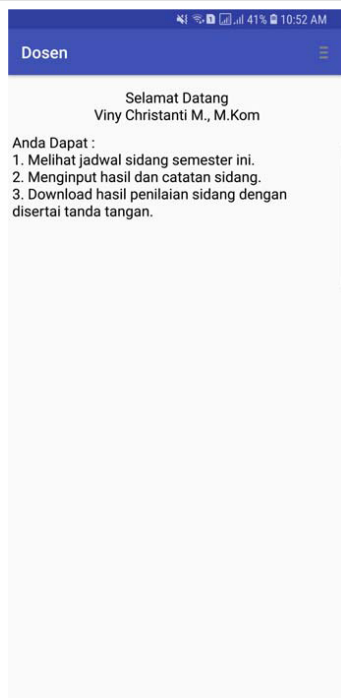 41% 10:52 AM
Dosen
Selamat Datang
Viny Christanti M., M.Kom
Anda Dapat :
1. Melihat jadwal sidang semester ini.
2. Menginput hasil dan catatan sidang.
3. Download hasil penilaian sidang dengan
disertai tanda tangan.